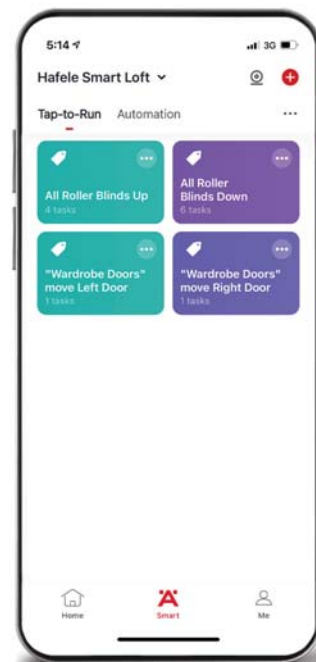 5:14
3G
Hafele Smart Loft
Tap-to-Run Automation
All Roller Blinds Up
4 tasks
All Roller
Blinds Down
6 tasks
"Wardrobe Doors"
move Left Door
1 tasks
"Wardrobe Doors"
move Right Door
1 tasks
Home
Smart
Me